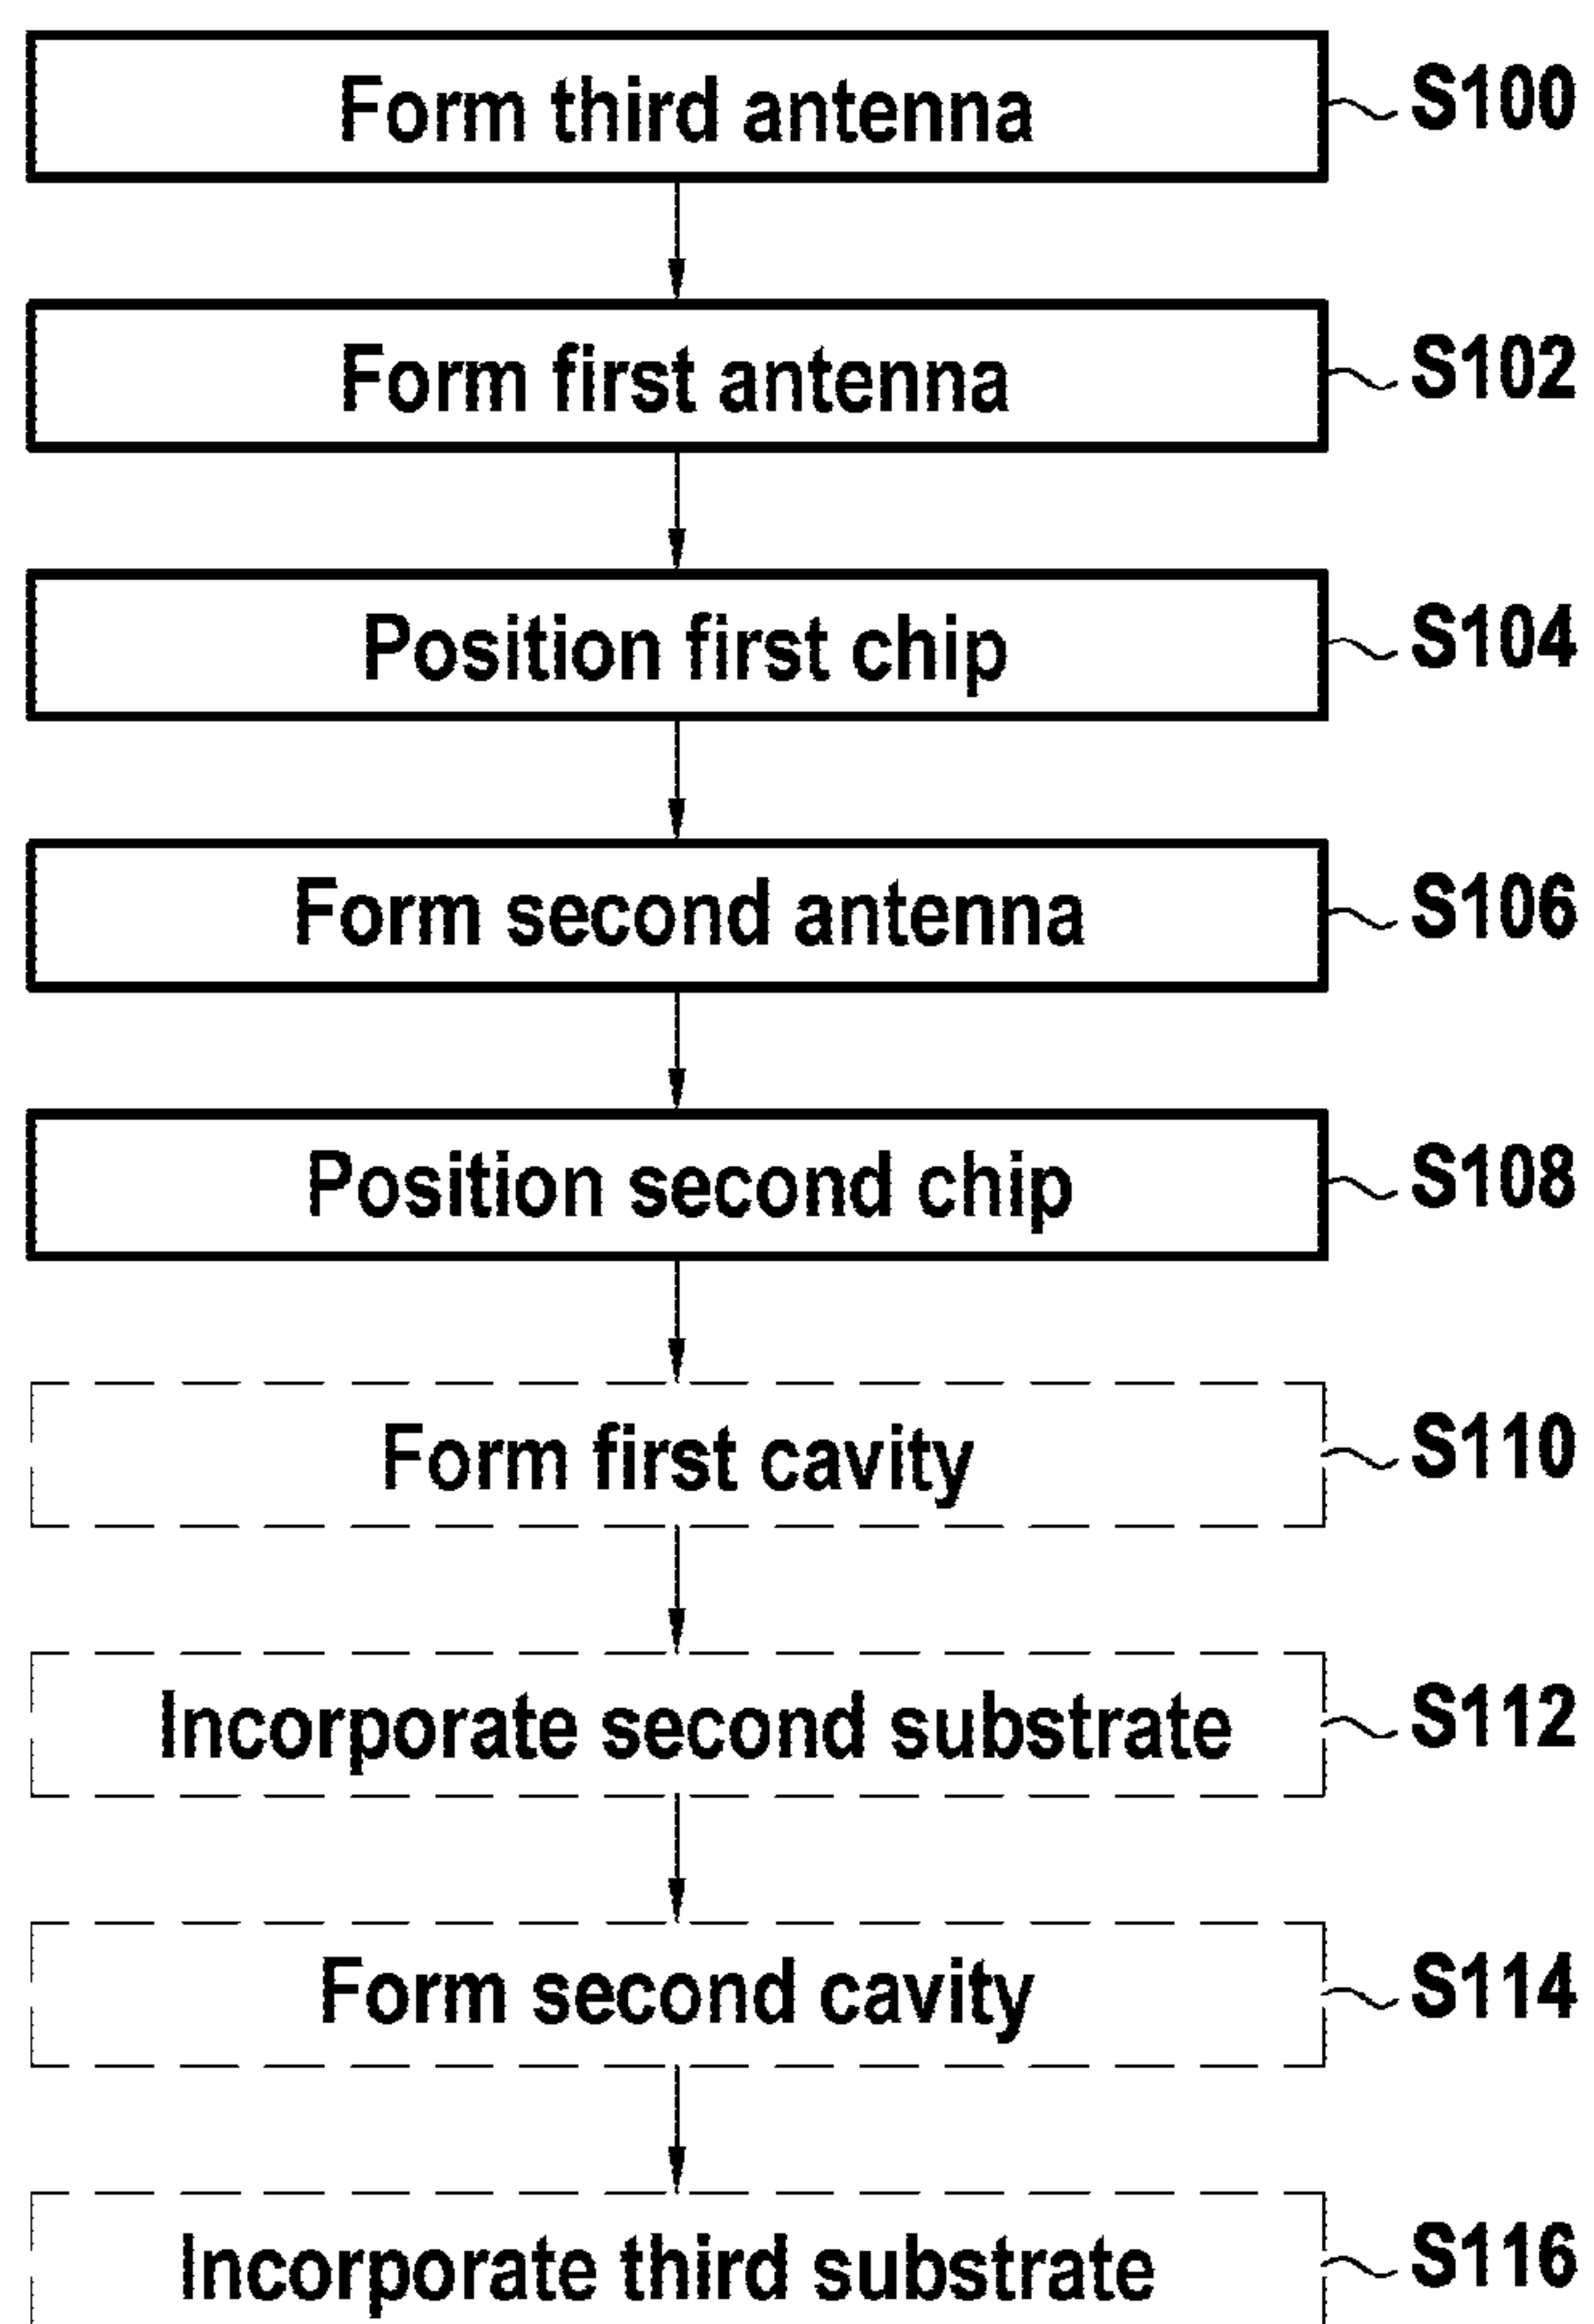 Form third antenna S100
Form first antenna S102
Position first chip S104
Form second antenna S106
Position second chip S108
Form first cavity S110
Incorporate second substrate S112
Form second cavity S114
Incorporate third substrate S116